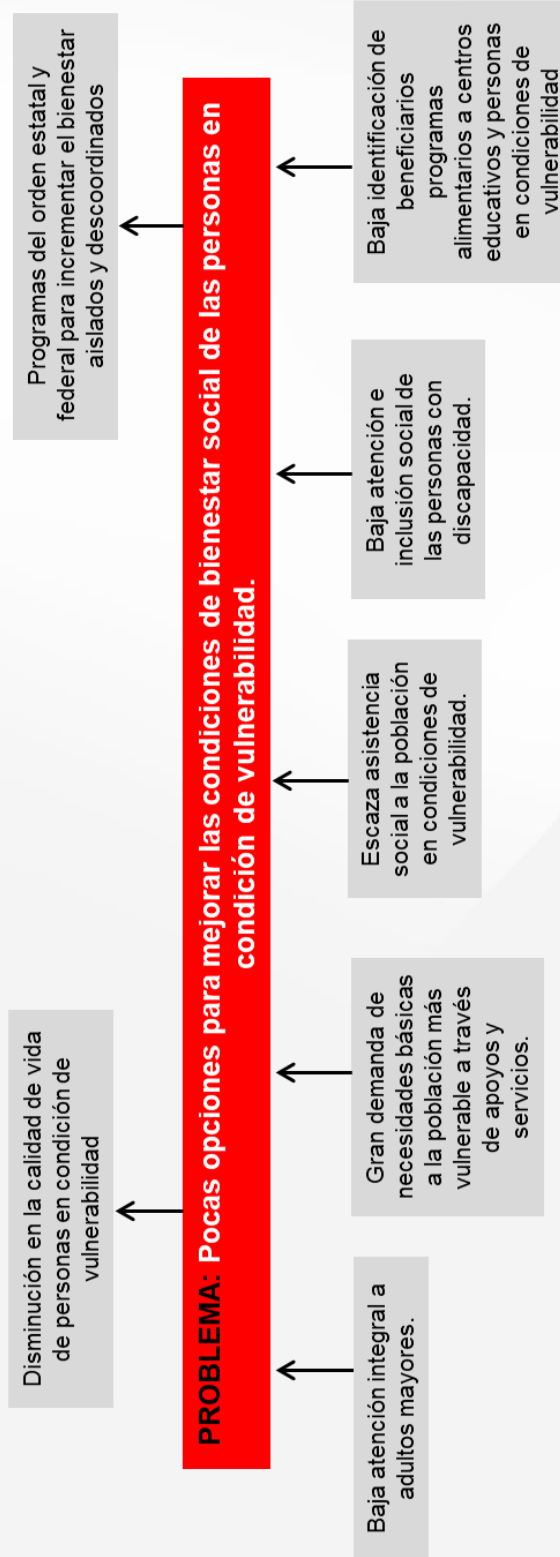 Disminución en la calidad de vida
de personas en condición de
vulnerabilidad
Programas del orden estatal y
federal para incrementar el bienestar
aislados y descoordinados
PROBLEMA: Pocas opciones para mejorar las condiciones de bienestar social de las personas en
condición de vulnerabilidad.
Baja atención integral a
adultos mayores.
Gran demanda de
necesidades básicas
a la población más
vulnerable a través
de apoyos y
servicios.
Escaza asistencia
social a la población
en condiciones de
vulnerabilidad.
Baja atención e
inclusión social de
las personas con
discapacidad.
Baja identificación de
beneficiarios
programas
alimentarios a centros
educativos y personas
en condiciones de
vulnerabilidad